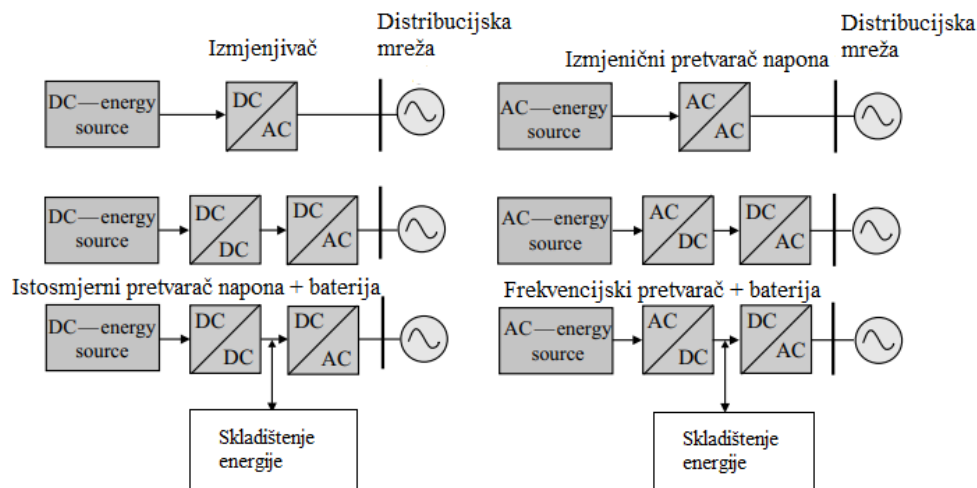 Izmjenjivač
Distribucijska
mreža
DC—energy
source
DC
AC
DC—energy
source
DC
DC
DC
AC
Istosmjerni pretvarač napona + baterija
DC—energy
source
DC
DC
DC
AC
Skladištenje
energije
Izmjenični pretvarač napona
Distribucijska
mreža
AC—energy
source
AC
AC
AC—energy
source
AC
DC
DC
AC
Frekvencijski pretvarač + baterija
AC—energy
source
AC
DC
DC
AC
Skladištenje
energije